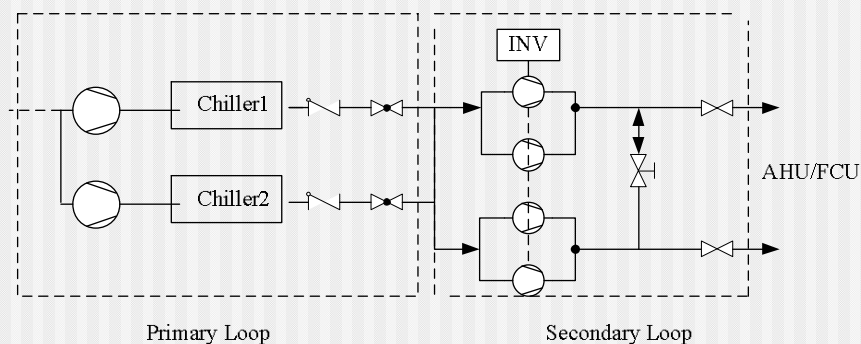 INV
Chiller1
Chiller2
AHU/FCU
Primary Loop
Secondary Loop